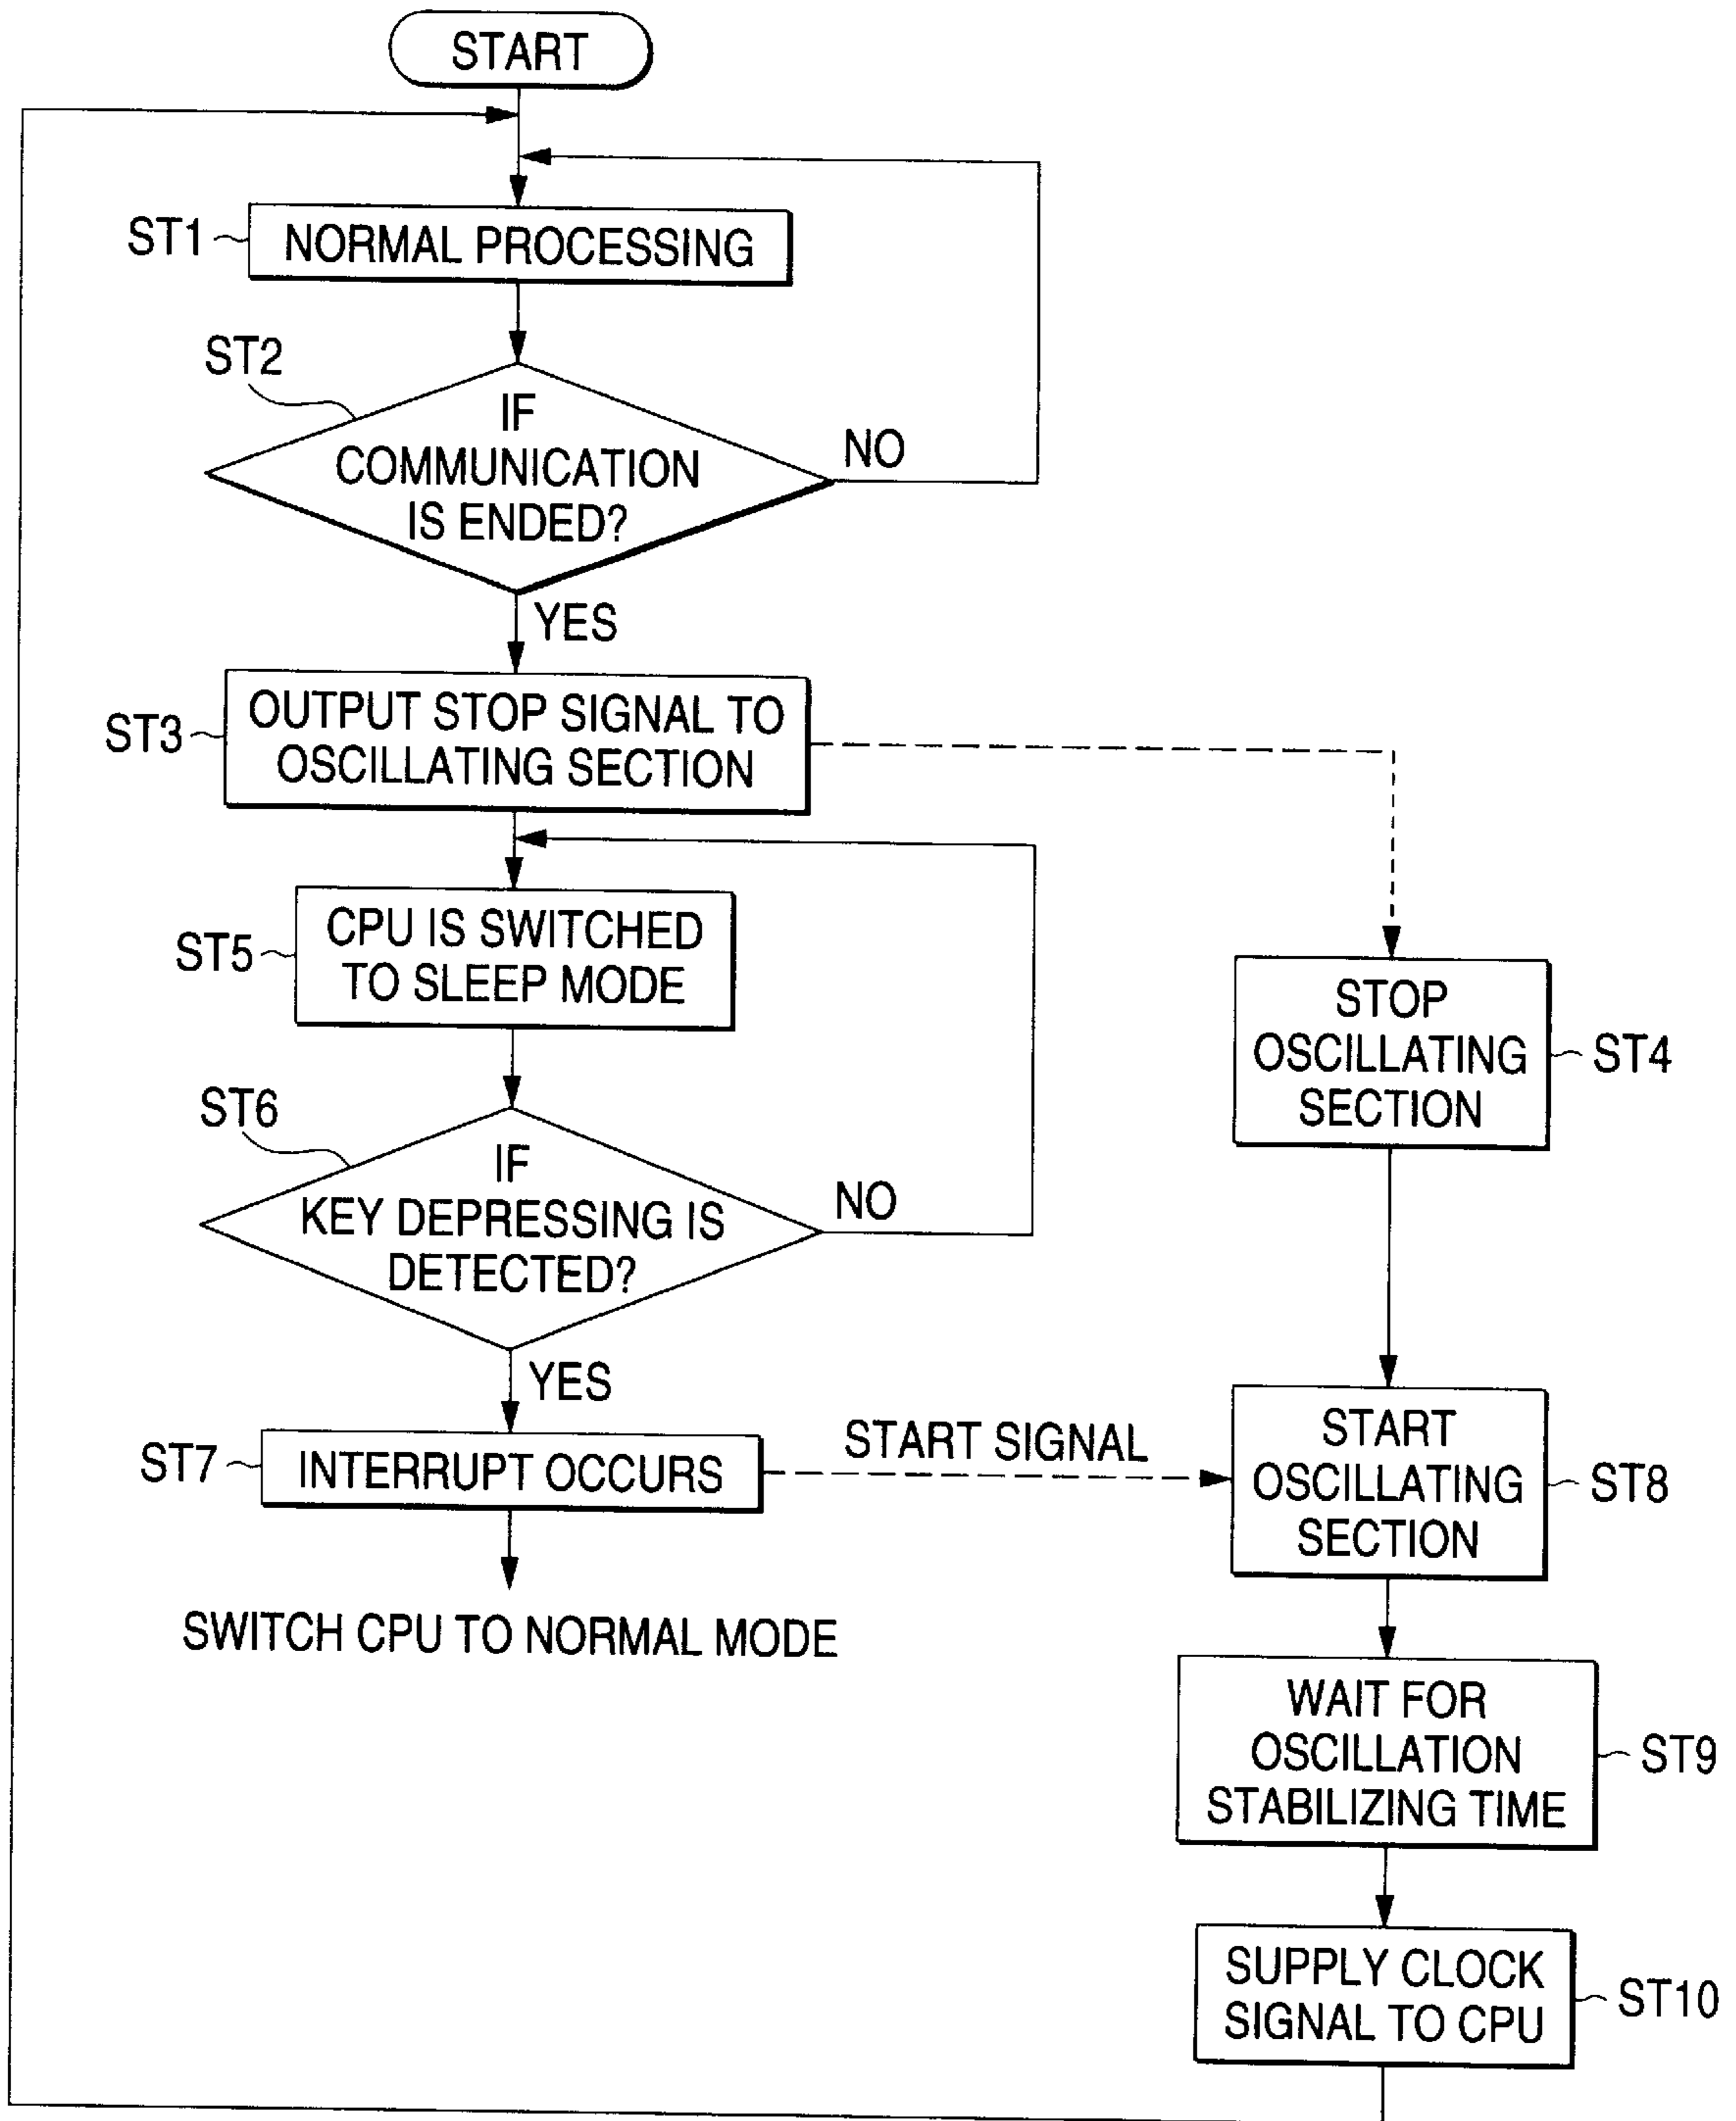 START
ST1
NORMAL PROCESSING
ST2
IF
COMMUNICATION
IS ENDED?
NO
YES
ST3
OUTPUT STOP SIGNAL TO
OSCILLATING SECTION
ST5
CPU IS SWITCHED
TO SLEEP MODE
STOP
OSCILLATING
SECTION
ST4
ST6
IF
KEY DEPRESSING IS
DETECTED?
NO
YES
ST7
INTERRUPT OCCURS
START SIGNAL
START
OSCILLATING
SECTION
ST8
SWITCH CPU TO NORMAL MODE
WAIT FOR
OSCILLATION
STABILIZING TIME
ST9
SUPPLY CLOCK
SIGNAL TO CPU
ST10